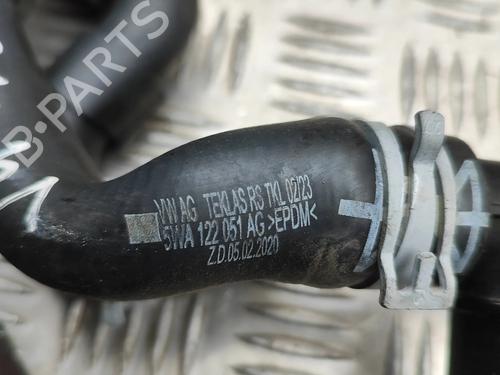 B-PARTS
VW AG TEKLAS RS TKL 02/23
5WA 122 051 AG >EPDM<
Z.D.05.02.2020